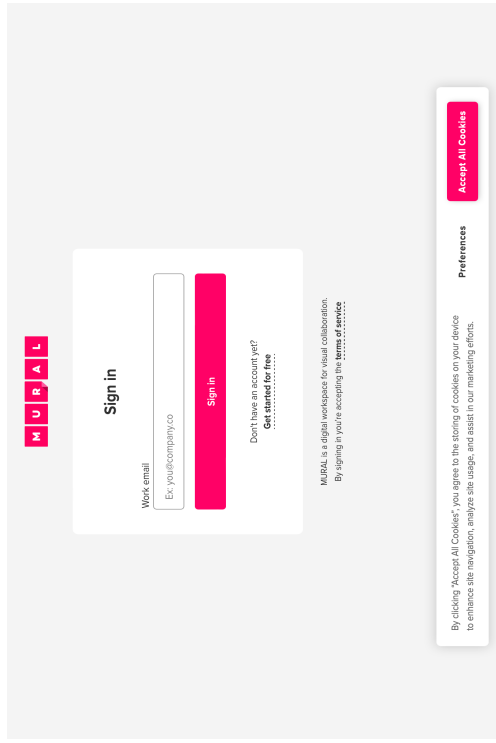 MURAL
Sign in
Work email
Ex: you@company.co
Sign in
Don't have an account yet?
Get started for free
MURAL is a digital workspace for visual collaboration.
By signing in you're accepting the terms of service
By clicking "Accept All Cookies", you agree to the storing of cookies on your device
to enhance site navigation, analyze site usage, and assist in our marketing efforts.
Preferences
Accept All Cookies